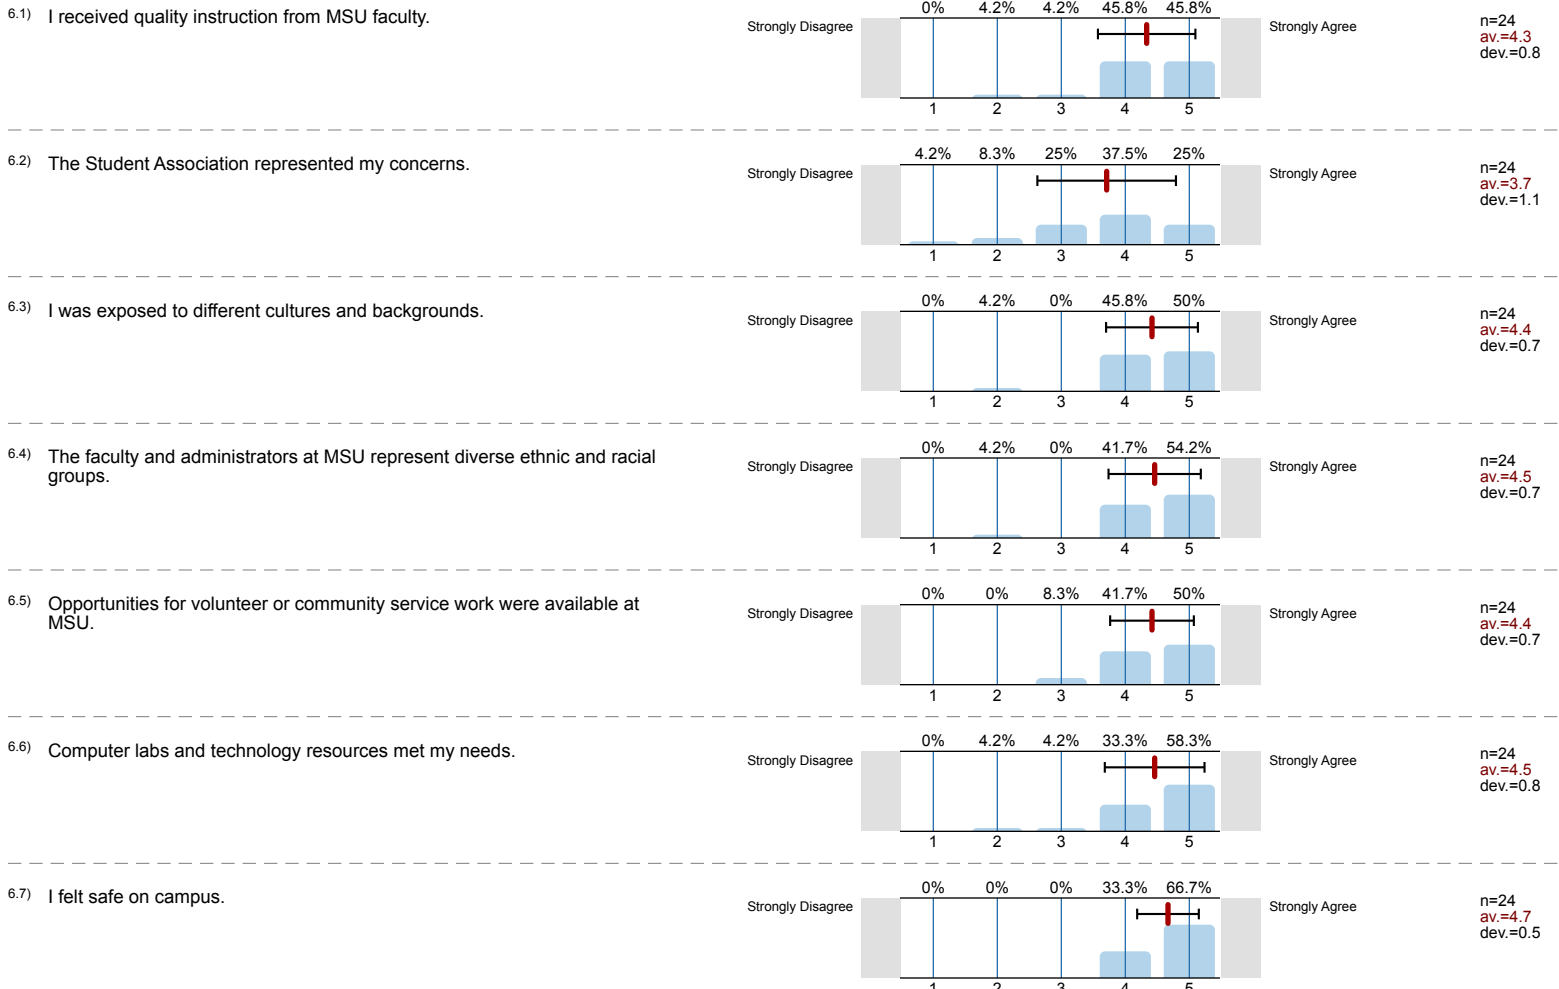 6.1) I received quality instruction from MSU faculty.
0% 4.2% 4.2% 45.8% 45.8%
Strongly Disagree
Strongly Agree
n=24
av.=4.3
dev.=0.8
1 2 3 4 5
6.2) The Student Association represented my concerns.
4.2% 8.3% 25% 37.5% 25%
Strongly Disagree
Strongly Agree
n=24
av.=3.7
dev.=1.1
1 2 3 4 5
6.3) I was exposed to different cultures and backgrounds.
0% 4.2% 0% 45.8% 50%
Strongly Disagree
Strongly Agree
n=24
av.=4.4
dev.=0.7
1 2 3 4 5
6.4) The faculty and administrators at MSU represent diverse ethnic and racial
groups.
0% 4.2% 0% 41.7% 54.2%
Strongly Disagree
Strongly Agree
n=24
av.=4.5
dev.=0.7
1 2 3 4 5
6.5) Opportunities for volunteer or community service work were available at
MSU.
0% 0% 8.3% 41.7% 50%
Strongly Disagree
Strongly Agree
n=24
av.=4.4
dev.=0.7
1 2 3 4 5
6.6) Computer labs and technology resources met my needs.
0% 4.2% 4.2% 33.3% 58.3%
Strongly Disagree
Strongly Agree
n=24
av.=4.5
dev.=0.8
1 2 3 4 5
6.7) I felt safe on campus.
0% 0% 0% 33.3% 66.7%
Strongly Disagree
Strongly Agree
n=24
av.=4.7
dev.=0.5
1 2 3 4 5